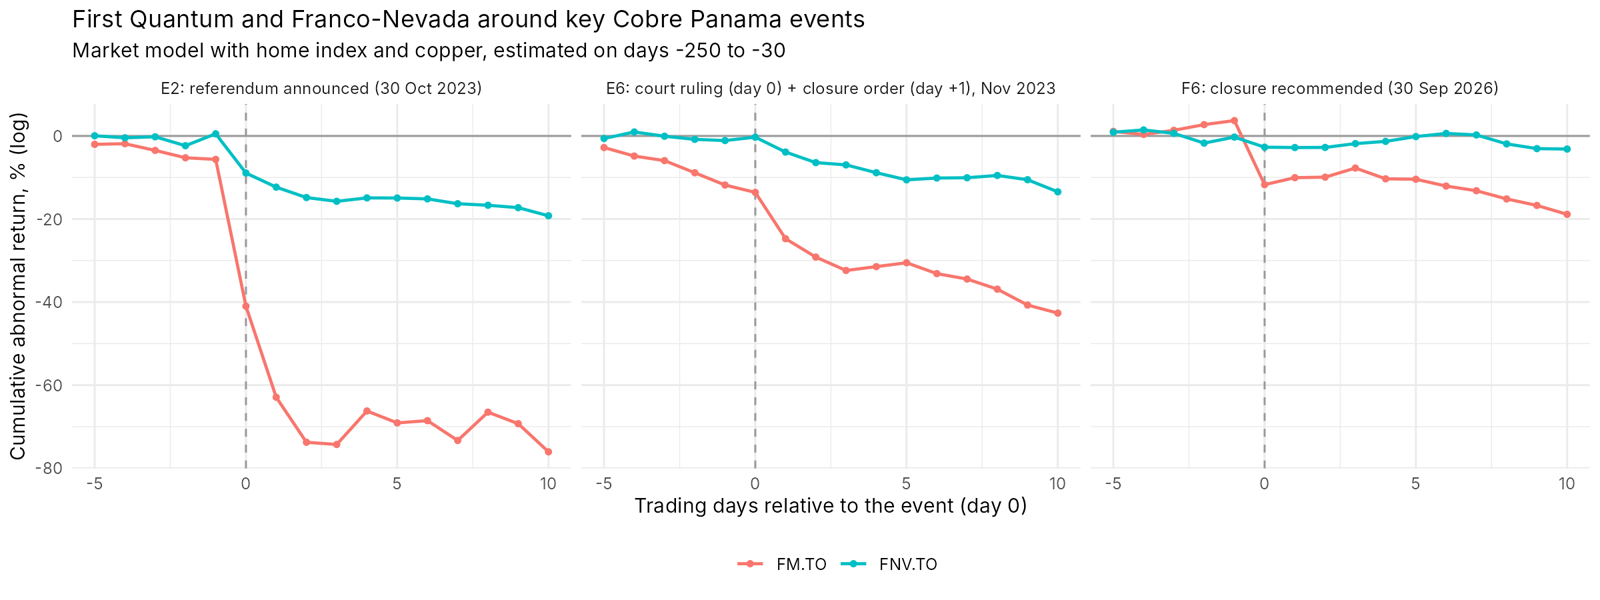 First Quantum and Franco-Nevada around key Cobre Panama events
Market model with home index and copper, estimated on days -250 to -30
E2: referendum announced (30 Oct 2023)
E6: court ruling (day 0) + closure order (day +1), Nov 2023
F6: closure recommended (30 Sep 2026)
Cumulative abnormal return, % (log)
0
-20
-40
-60
-80
-5 0 5 10
-5 0 5 10
-5 0 5 10
Trading days relative to the event (day 0)
FM.TO FNV.TO